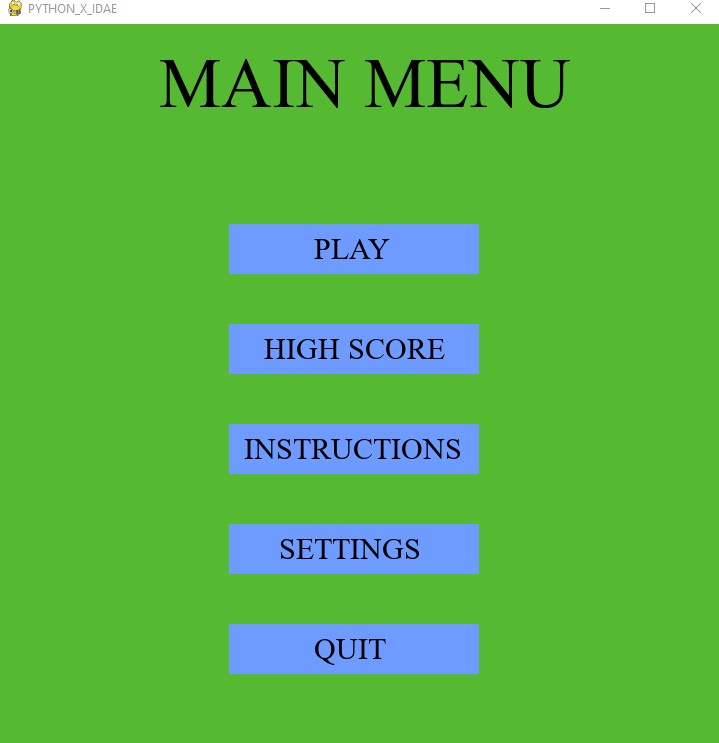 PYTHON_X_IDAE
MAIN MENU
PLAY
HIGH SCORE
INSTRUCTIONS
SETTINGS
QUIT